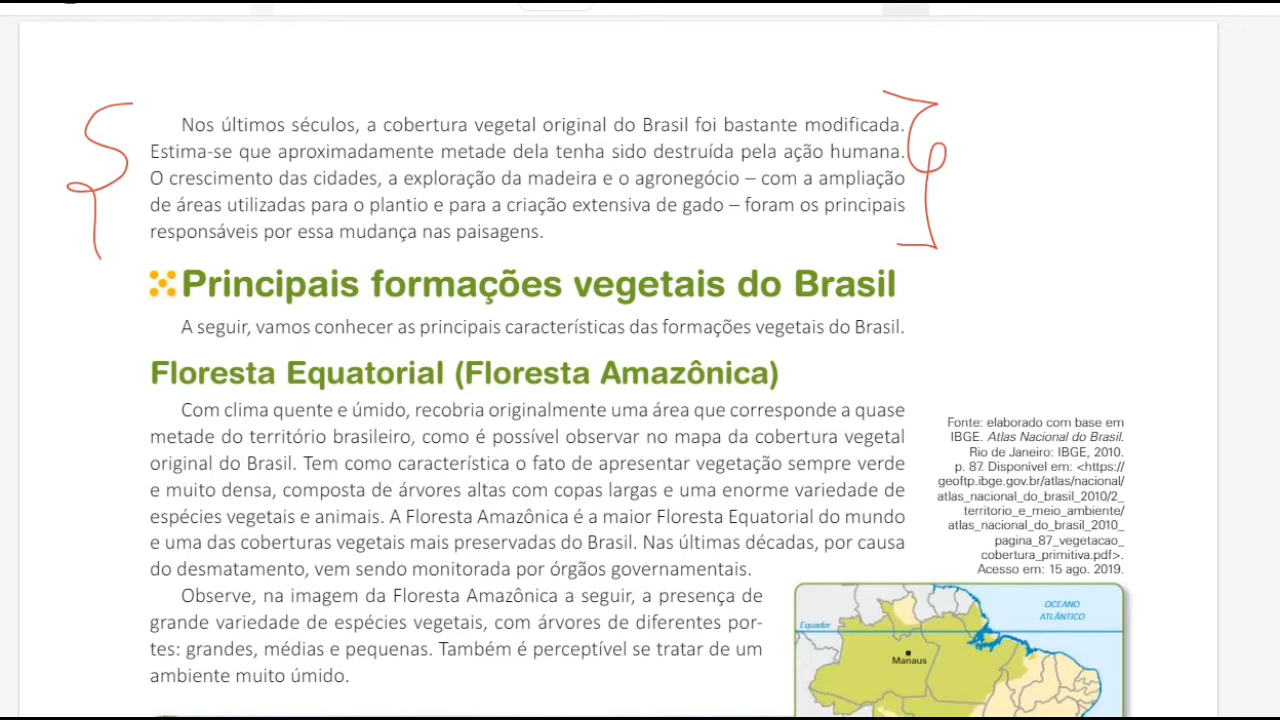 Nos últimos séculos, a cobertura vegetal original do Brasil foi bastante modificada.
Estima-se que aproximadamente metade dela tenha sido destruída pela ação humana.
O crescimento das cidades, a exploração da madeira e o agronegócio – com a ampliação
de áreas utilizadas para o plantio e para a criação extensiva de gado – foram os principais
responsáveis por essa mudança nas paisagens.
Principais formações vegetais do Brasil
A seguir, vamos conhecer as principais características das formações vegetais do Brasil.
Floresta Equatorial (Floresta Amazônica)
Com clima quente e úmido, recobria originalmente uma área que corresponde a quase
metade do território brasileiro, como é possível observar no mapa da cobertura vegetal
original do Brasil. Tem como característica o fato de apresentar vegetação sempre verde
e muito densa, composta de árvores altas com copas largas e uma enorme variedade de
espécies vegetais e animais. A Floresta Amazônica é a maior Floresta Equatorial do mundo
e uma das coberturas vegetais mais preservadas do Brasil. Nas últimas décadas, por causa
do desmatamento, vem sendo monitorada por órgãos governamentais.
Observe, na imagem da Floresta Amazônica a seguir, a presença de
grande variedade de espécies vegetais, com árvores de diferentes por-
tes: grandes, médias e pequenas. Também é perceptível se tratar de um
ambiente muito úmido.
Fonte: elaborado com base em
IBGE. Atlas Nacional do Brasil.
Rio de Janeiro: IBGE, 2010.
p. 87. Disponível em: <https://
geoftp.ibge.gov.br/atlas/nacional/
atlas_nacional_do_brasil_2010/2_
territorio_e_meio_ambiente/
atlas_nacional_do_brasil_2010_
pagina_87_vegetacao_
cobertura_primitiva.pdf>.
Acesso em: 15 ago. 2019.
OCEANO
ATLÂNTICO
Equador
Manaus